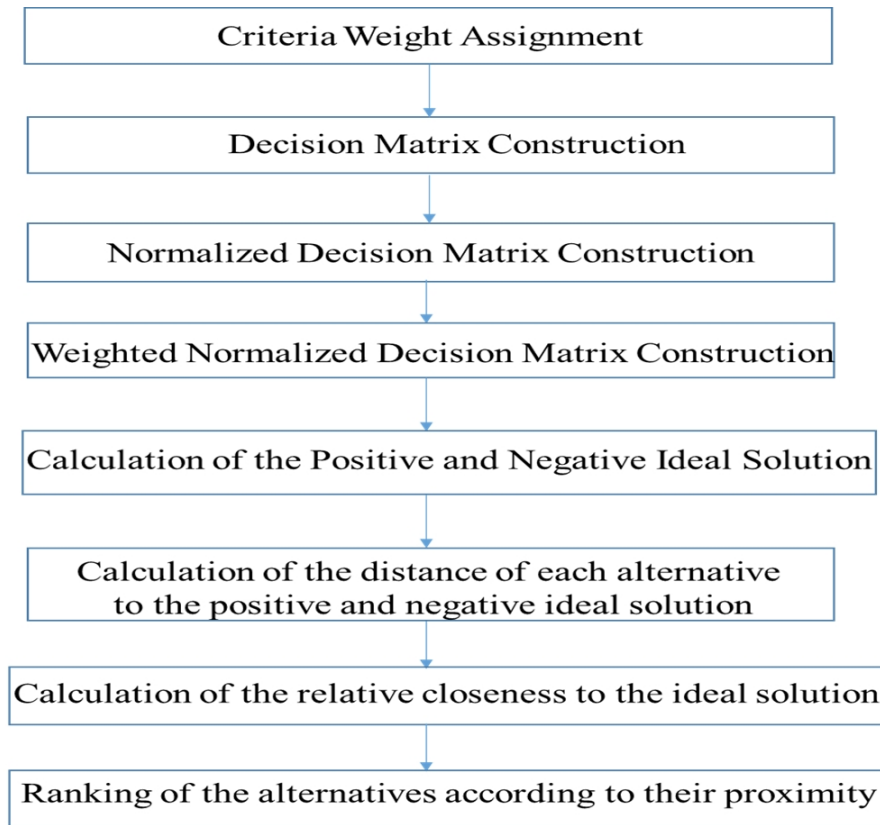 Criteria Weight Assignment
Decision Matrix Construction
Normalized Decision Matrix Construction
Weighted Normalized Decision Matrix Construction
Calculation of the Positive and Negative Ideal Solution
Calculation of the distance of each alternative
to the positive and negative ideal solution
Calculation of the relative closeness to the ideal solution
Ranking of the alternatives according to their proximity